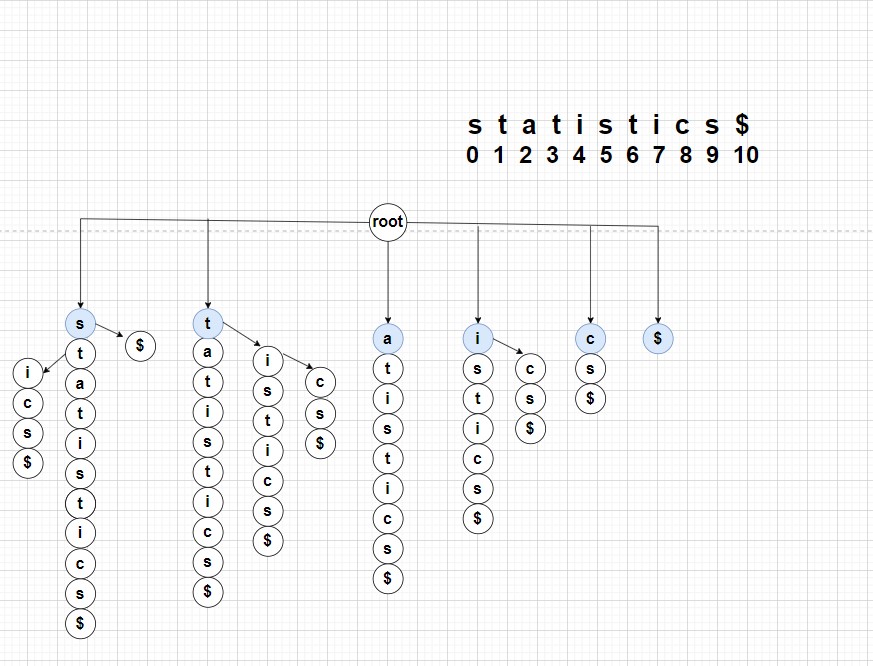 s t a t i s t i c s $
0 1 2 3 4 5 6 7 8 9 10
root
s t a t i s t i c s $
i c s $
$
t a t i s t i c s $
i s t i c s $
c s $
a t i s t i c s $
i s t i c s $
c s $
c s $
$